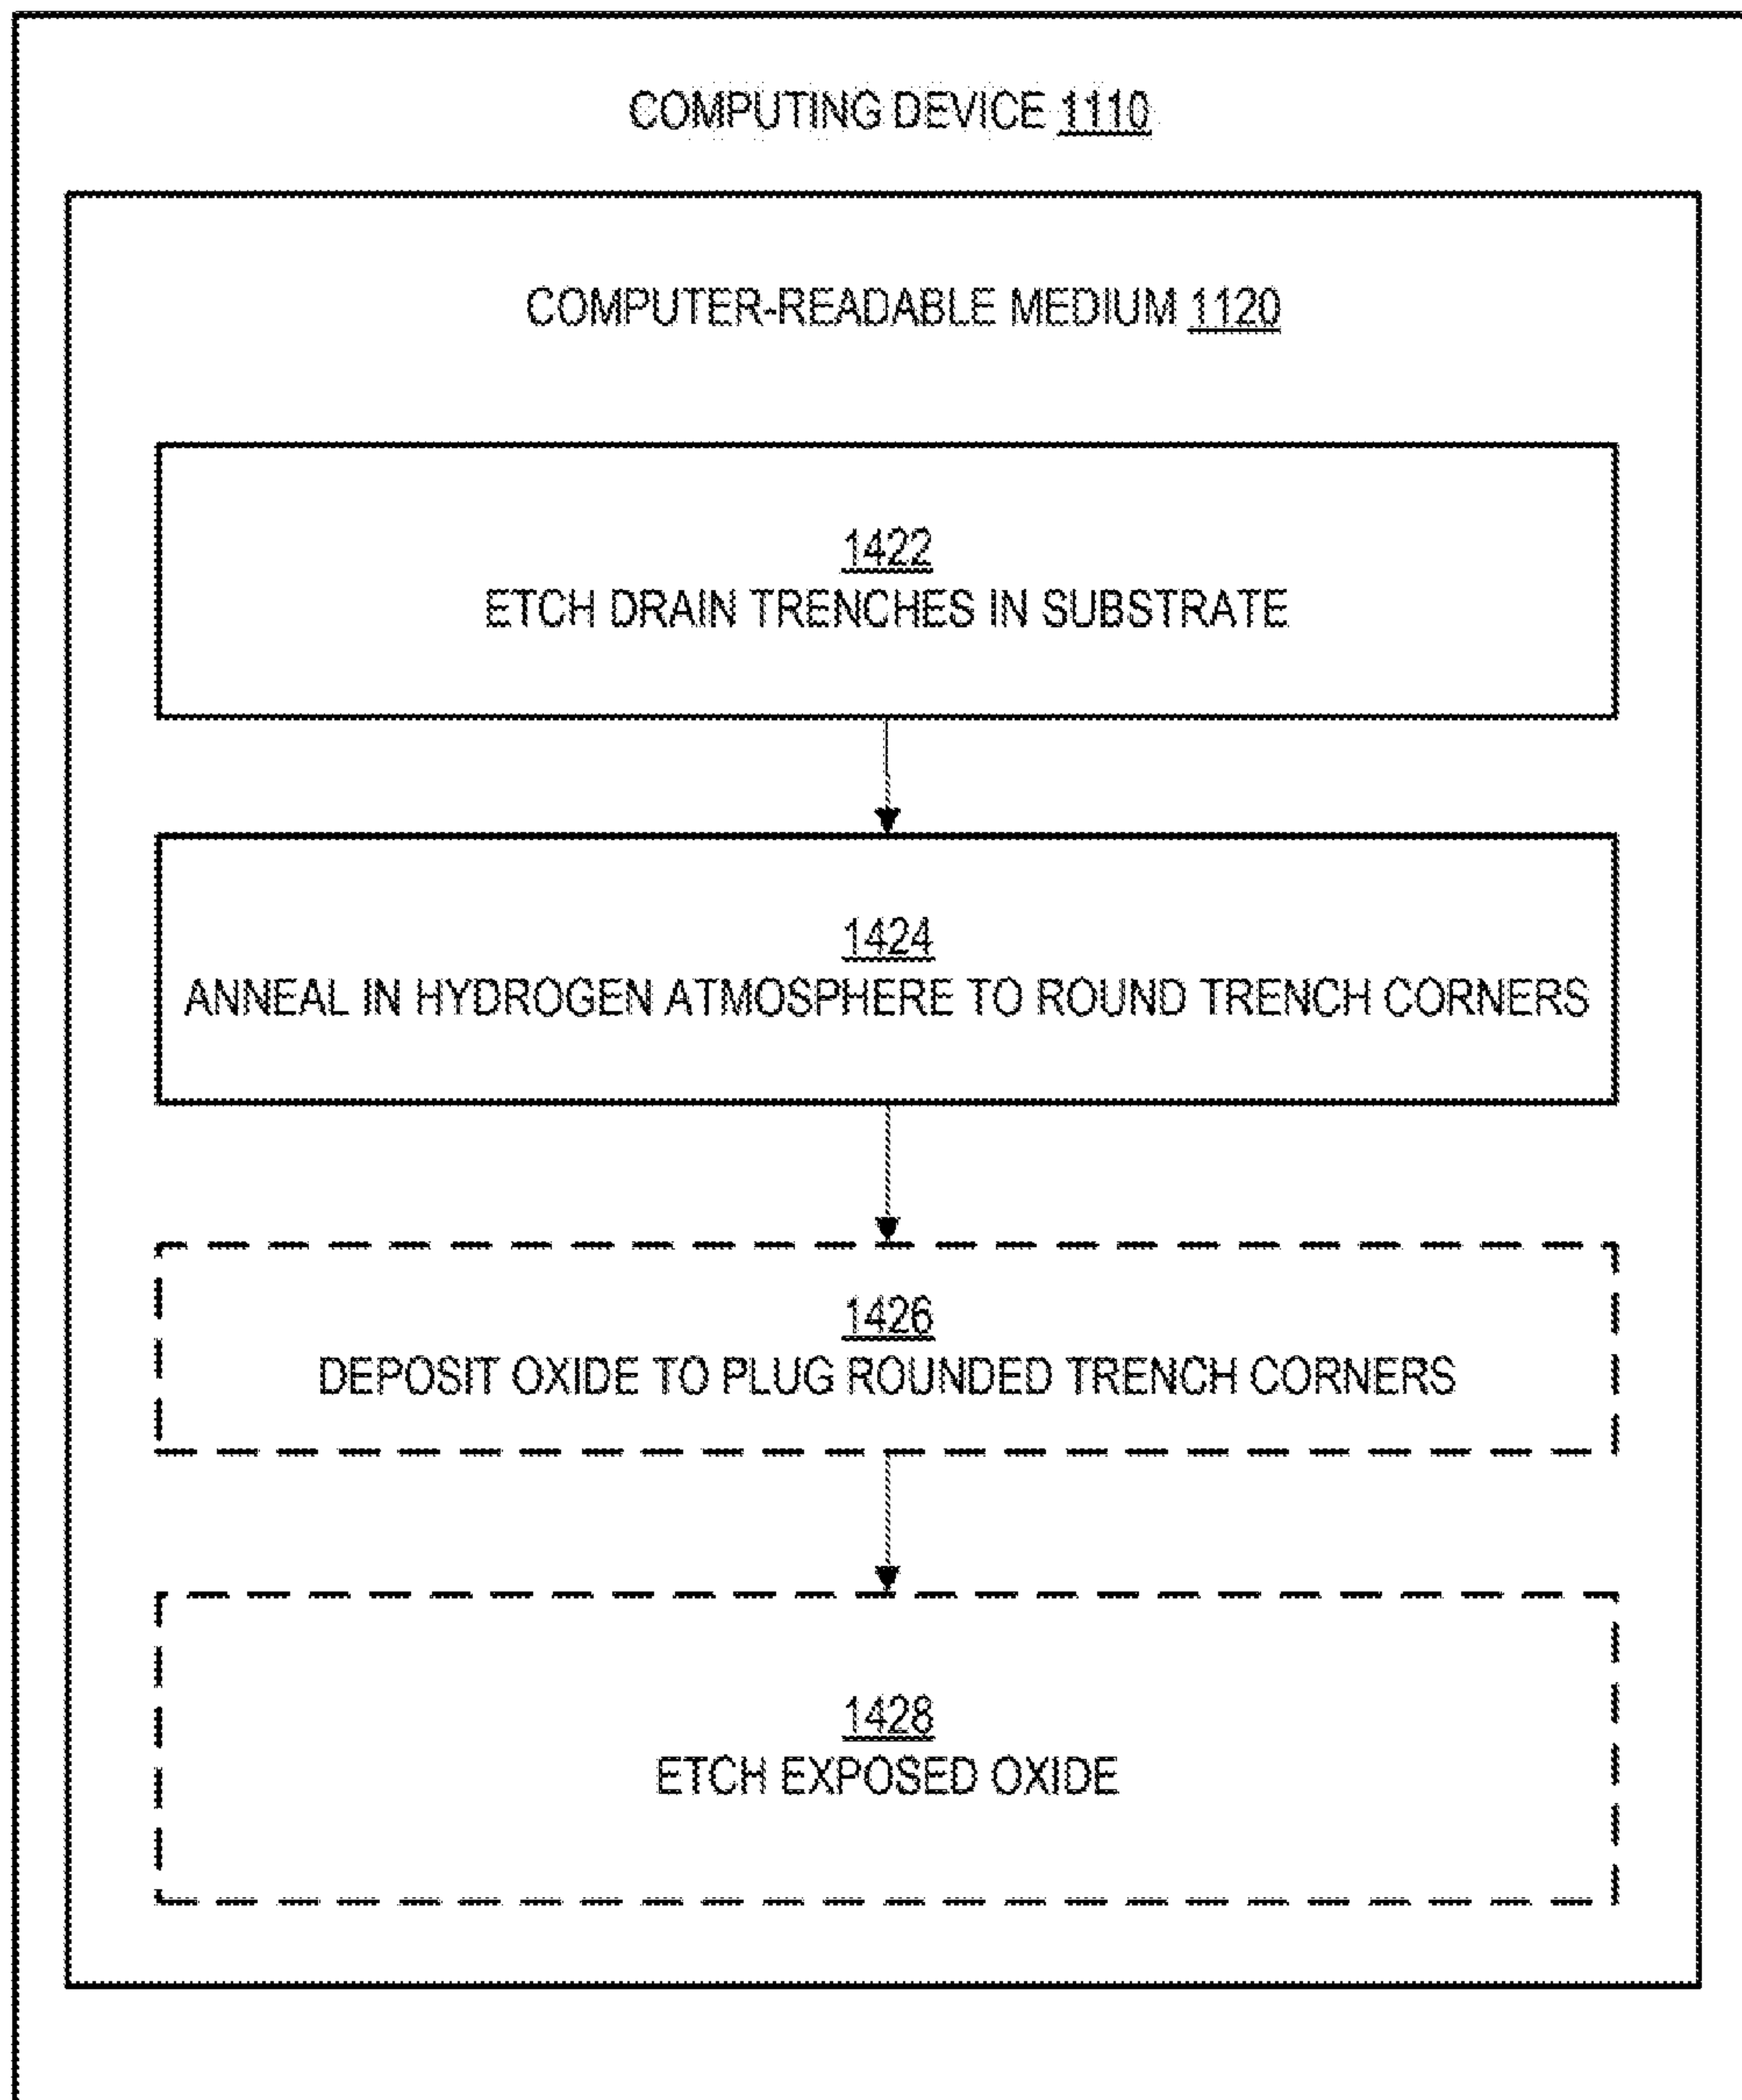 COMPUTING DEVICE 1110
COMPUTER-READABLE MEDIUM 1120
1422
ETCH DRAIN TRENCHES IN SUBSTRATE
1424
ANNEAL IN HYDROGEN ATMOSPHERE TO ROUND TRENCH CORNERS
1426
DEPOSIT OXIDE TO PLUG ROUNDED TRENCH CORNERS
1428
ETCH EXPOSED OXIDE